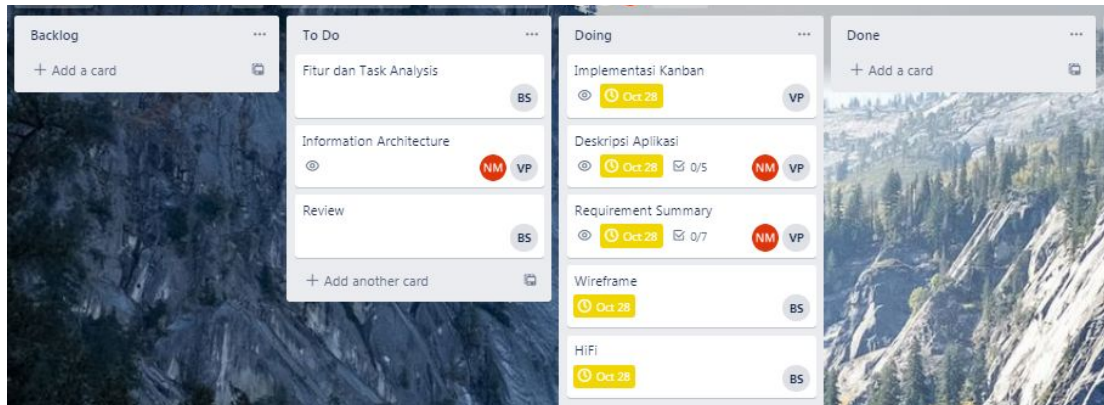 Backlog
+ Add a card
To Do
Fitur dan Task Analysis
BS
Information Architecture
NM VP
Review
BS
+ Add another card
Doing
Implementasi Kanban
Oct 28
VP
Deskripsi Aplikasi
Oct 28 0/5 NM VP
Requirement Summary
Oct 28 0/7 NM VP
Wireframe
Oct 28
BS
HiFi
Oct 28
BS
Done
+ Add a card